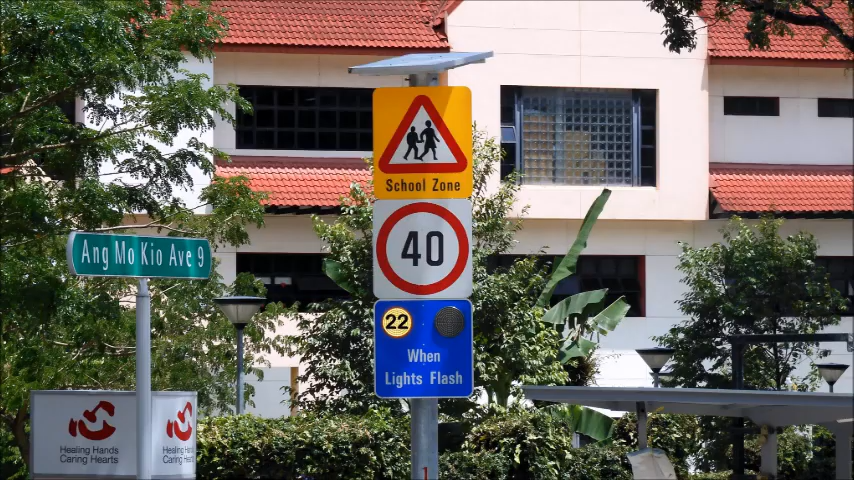 School Zone
40
Ang Mo Kio Ave 9
22
When
Lights Flash
Healing Hands
Caring Hearts
Healing Hands
Caring Hearts
1